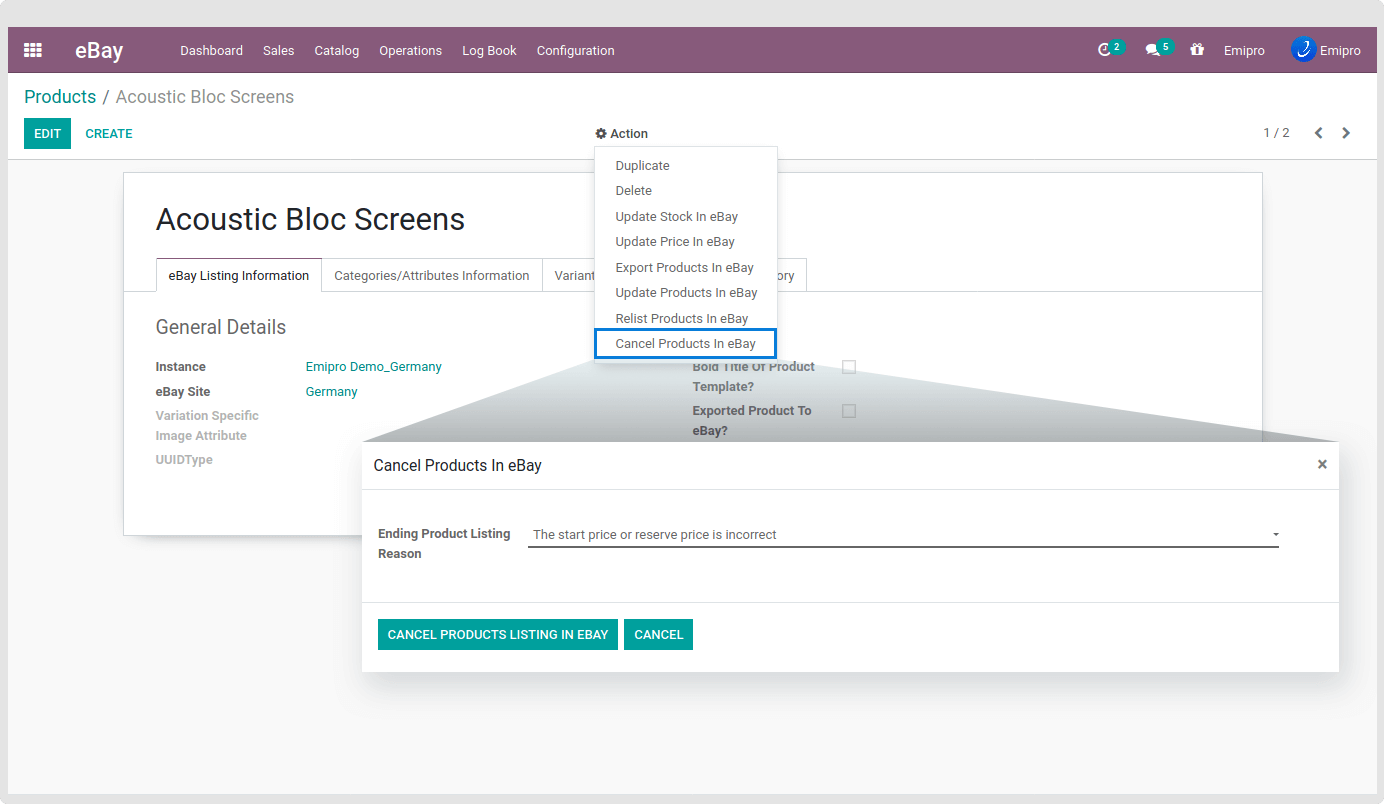 eBay Dashboard Sales Catalog Operations Log Book Configuration 2 5 Emipro Emipro
Products / Acoustic Bloc Screens
EDIT CREATE Action 1 / 2
Duplicate
Delete
Update Stock In eBay
Update Price In eBay
Export Products In eBay
Update Products In eBay
Relist Products In eBay
Cancel Products In eBay
Acoustic Bloc Screens
eBay Listing Information Categories/Attributes Information
General Details
Instance Emipro Demo_Germany
eBay Site Germany
Variation Specific
Image Attribute
UUIDType
Bold Title Of Product
Template?
Exported Product To
eBay?
Cancel Products In eBay ×
Ending Product Listing
Reason
The start price or reserve price is incorrect
CANCEL PRODUCTS LISTING IN EBAY CANCEL